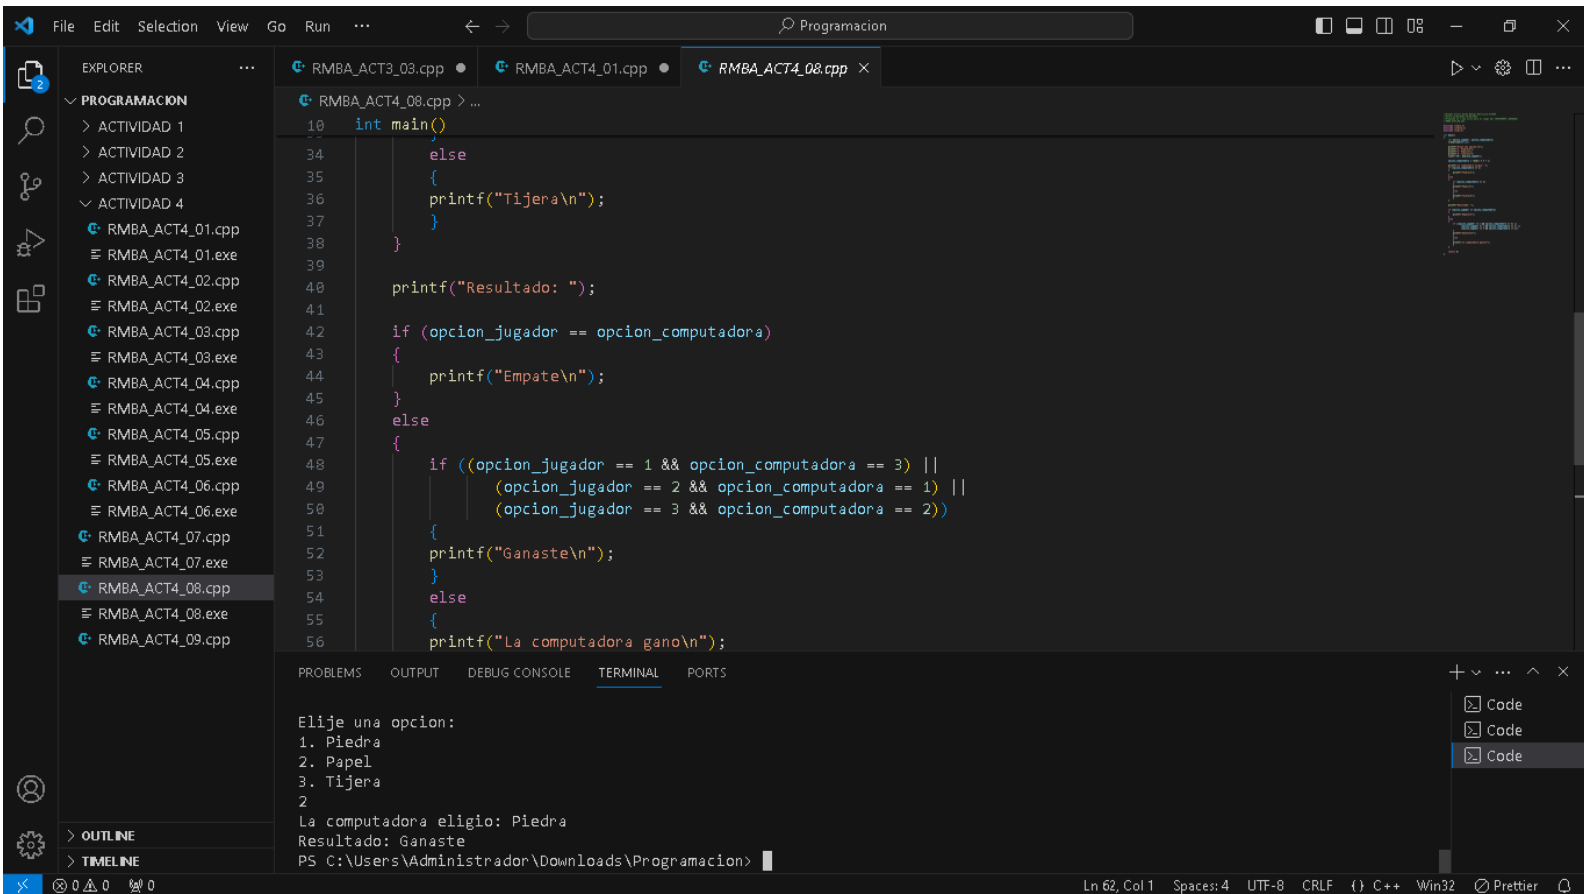 File Edit Selection View Go Run ··· Programacion
EXPLORER ···
PROGRAMACION
ACTIVIDAD 1
ACTIVIDAD 2
ACTIVIDAD 3
ACTIVIDAD 4
RMBA_ACT4_01.cpp
RMBA_ACT4_01.exe
RMBA_ACT4_02.cpp
RMBA_ACT4_02.exe
RMBA_ACT4_03.cpp
RMBA_ACT4_03.exe
RMBA_ACT4_04.cpp
RMBA_ACT4_04.exe
RMBA_ACT4_05.cpp
RMBA_ACT4_05.exe
RMBA_ACT4_06.cpp
RMBA_ACT4_06.exe
RMBA_ACT4_07.cpp
RMBA_ACT4_07.exe
RMBA_ACT4_08.cpp
RMBA_ACT4_08.exe
RMBA_ACT4_09.cpp
OUTLINE
TIMELINE
2
RMBA_ACT3_03.cpp RMBA_ACT4_01.cpp RMBA_ACT4_08.cpp
RMBA_ACT4_08.cpp > ...
10 int main()
34 else
35 {
36 printf("Tijera\n");
37 }
38 }
39
40 printf("Resultado: ");
41
42 if (opcion_jugador == opcion_computadora)
43 {
44 printf("Empate\n");
45 }
46 else
47 {
48 if ((opcion_jugador == 1 && opcion_computadora == 3) ||
49 (opcion_jugador == 2 && opcion_computadora == 1) ||
50 (opcion_jugador == 3 && opcion_computadora == 2))
51 {
52 printf("Ganaste\n");
53 }
54 else
55 {
56 printf("La computadora gano\n");
PROBLEMS OUTPUT DEBUG CONSOLE TERMINAL PORTS
Elije una opcion:
1. Piedra
2. Papel
3. Tijera
2
La computadora eligio: Piedra
Resultado: Ganaste
PS C:\Users\Administrador\Downloads\Programacion>
Code
Code
Code
0 0 0 Ln 62, Col 1 Spaces: 4 UTF-8 CRLF {} C++ Win32 Prettier